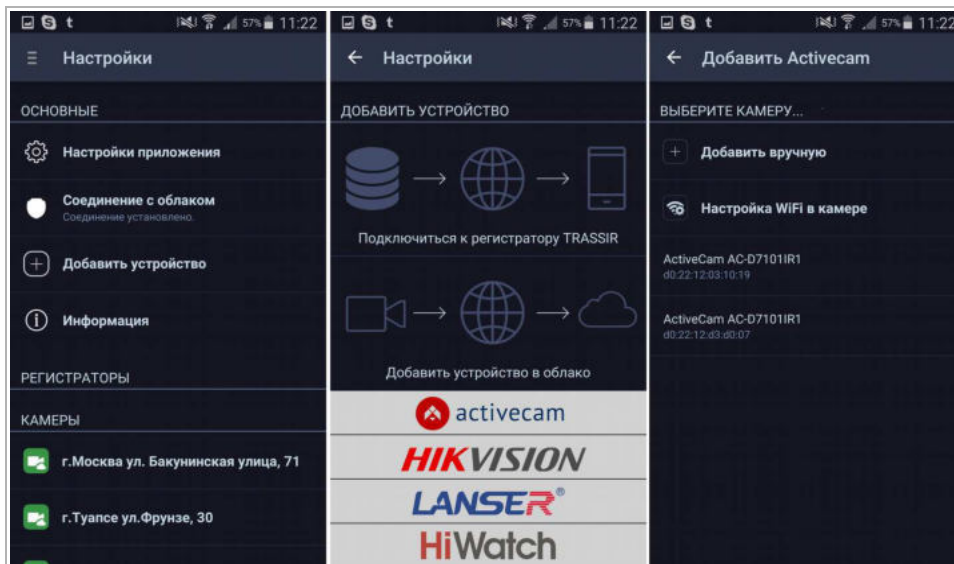 t 57% 11:22
Настройки
ОСНОВНЫЕ
Настройки приложения
Соединение с облаком
Соединение установлено.
Добавить устройство
Информация
РЕГИСТРАТОРЫ
КАМЕРЫ
г.Москва ул. Бакунинская улица, 71
г.Туапсе ул.Фрунзе, 30
t 57% 11:22
Настройки
ДОБАВИТЬ УСТРОЙСТВО
Подключиться к регистратору TRASSIR
Добавить устройство в облако
activecam
HIKVISION
LANSER®
HiWatch
t 57% 11:22
Добавить Activecam
ВЫБЕРИТЕ КАМЕРУ...
Добавить вручную
Настройка WiFi в камере
ActiveCam AC-D7101IR1
d0:22:12:03:10:19
ActiveCam AC-D7101IR1
d0:22:12:d3:d0:07